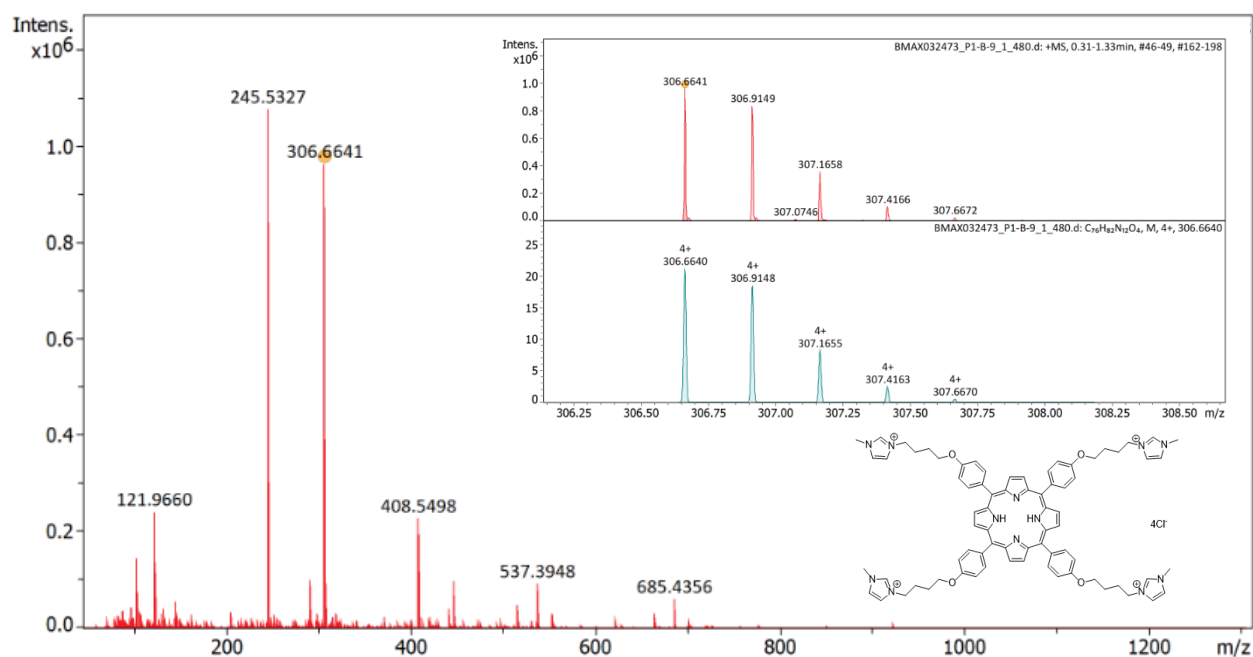 Intens.
x10⁶
1.0
0.8
0.6
0.4
0.2
0.0
245.5327
306.6641
121.9660
408.5498
537.3948
685.4356
200
400
600
800
1000
1200
m/z
Intens.
x10⁶
BMAX032473_P1-B-9_1_480.d: +MS, 0.31-1.33min, #46-49, #162-198
1.0
0.8
0.6
0.4
0.2
0.0
306.6641
306.9149
307.0746
307.1658
307.4166
307.6672
BMAX032473_P1-B-9_1_480.d: C₇₆H₈₂N₁₂O₄, M, 4+, 306.6640
25
20
15
10
5
0
4+
306.6640
4+
306.9148
4+
307.1655
4+
307.4163
4+
307.6670
306.25
306.50
306.75
307.00
307.25
307.50
307.75
308.00
308.25
308.50
m/z
N
N
+
O
O
+
N
N
N
NH
HN
N
4Cl⁻
N
N
+
O
O
+
N
N